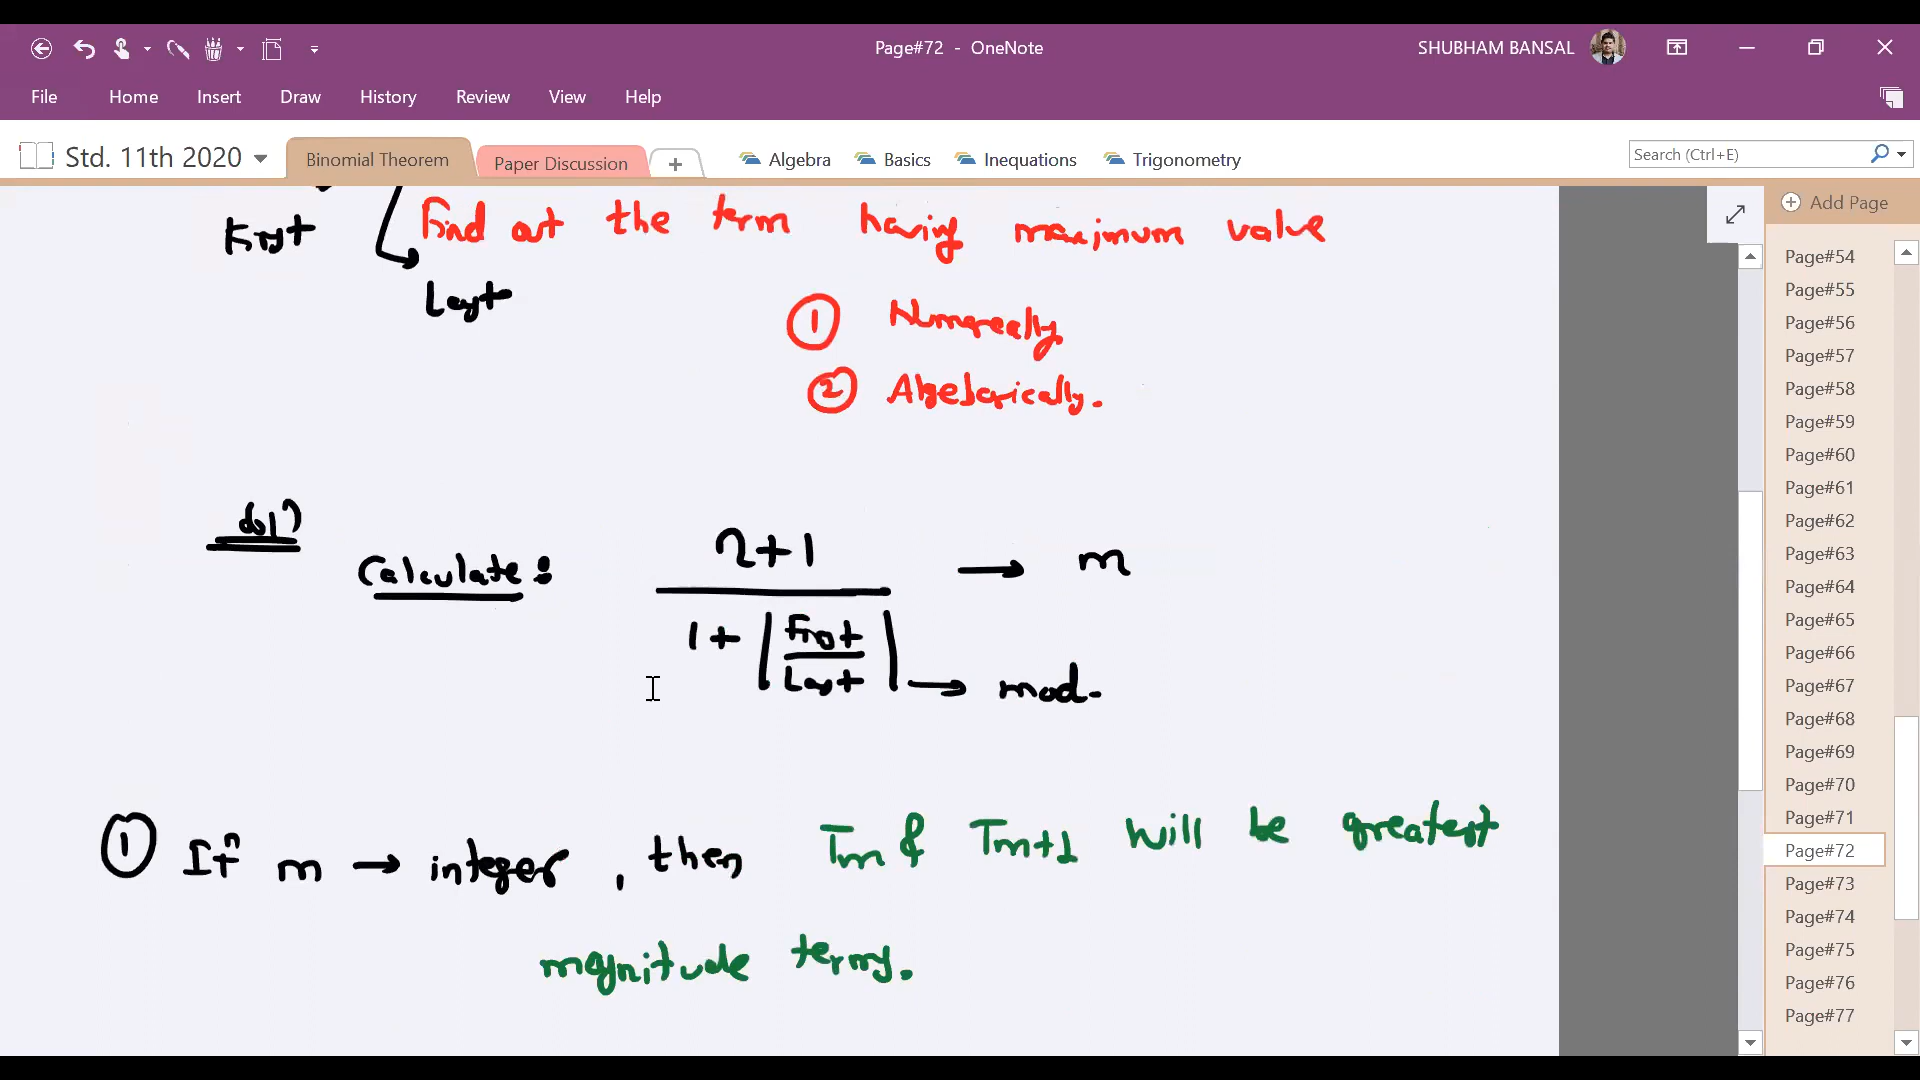 Page#72 - OneNote
SHUBHAM BANSAL
File Home Insert Draw History Review View Help
Std. 11th 2020 Binomial Theorem Paper Discussion + Algebra Basics Inequations Trigonometry
Search (Ctrl+E)
Add Page
First
Find out the term having maximum value
Last
① Numerically
② Algebraically.
Solⁿ
Calculate :
n+1
→ m
1 + | First
Last | → mod.
① If m → integer, then Tm & Tm+1 will be greatest
magnitude terms.
Page#54
Page#55
Page#56
Page#57
Page#58
Page#59
Page#60
Page#61
Page#62
Page#63
Page#64
Page#65
Page#66
Page#67
Page#68
Page#69
Page#70
Page#71
Page#72
Page#73
Page#74
Page#75
Page#76
Page#77